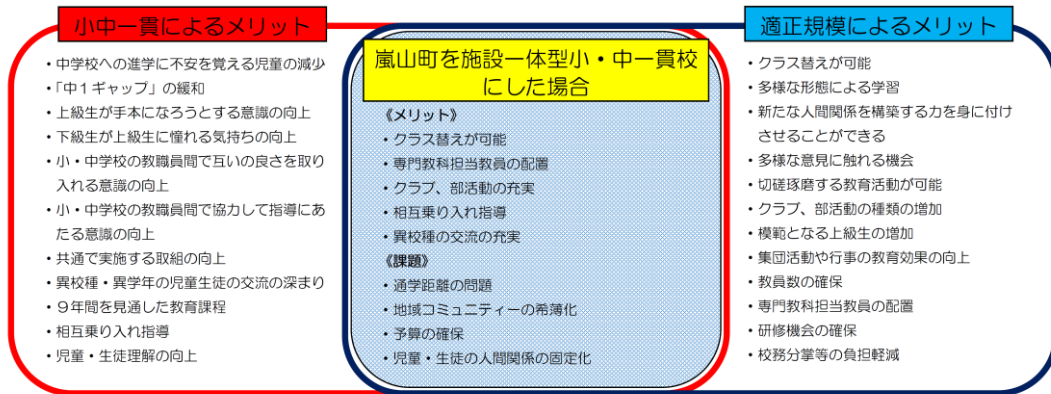 小中一貫によるメリット
・中学校への進学に不安を覚える児童の減少
・「中1ギャップ」の緩和
・上級生が手本になろうとする意識の向上
・下級生が上級生に憧れる気持ちの向上
・小・中学校の教職員間で互いの良さを取り
入れる意識の向上
・小・中学校の教職員間で協力して指導にあ
たる意識の向上
・共通で実施する取組の向上
・異校種・異学年の児童生徒の交流の深まり
・9年間を見通した教育課程
・相互乗り入れ指導
・児童・生徒理解の向上
嵐山町を施設一体型小・中一貫校
にした場合
《メリット》
・クラス替えが可能
・専門教科担当教員の配置
・クラブ、部活動の充実
・相互乗り入れ指導
・異校種の交流の充実
《課題》
・通学距離の問題
・地域コミュニティーの希薄化
・予算の確保
・児童・生徒の人間関係の固定化
適正規模によるメリット
・クラス替えが可能
・多様な形態による学習
・新たな人間関係を構築する力を身に付け
させることができる
・多様な意見に触れる機会
・切磋琢磨する教育活動が可能
・クラブ、部活動の種類の増加
・模範となる上級生の増加
・集団活動や行事の教育効果の向上
・教員数の確保
・専門教科担当教員の配置
・研修機会の確保
・校務分掌等の負担軽減